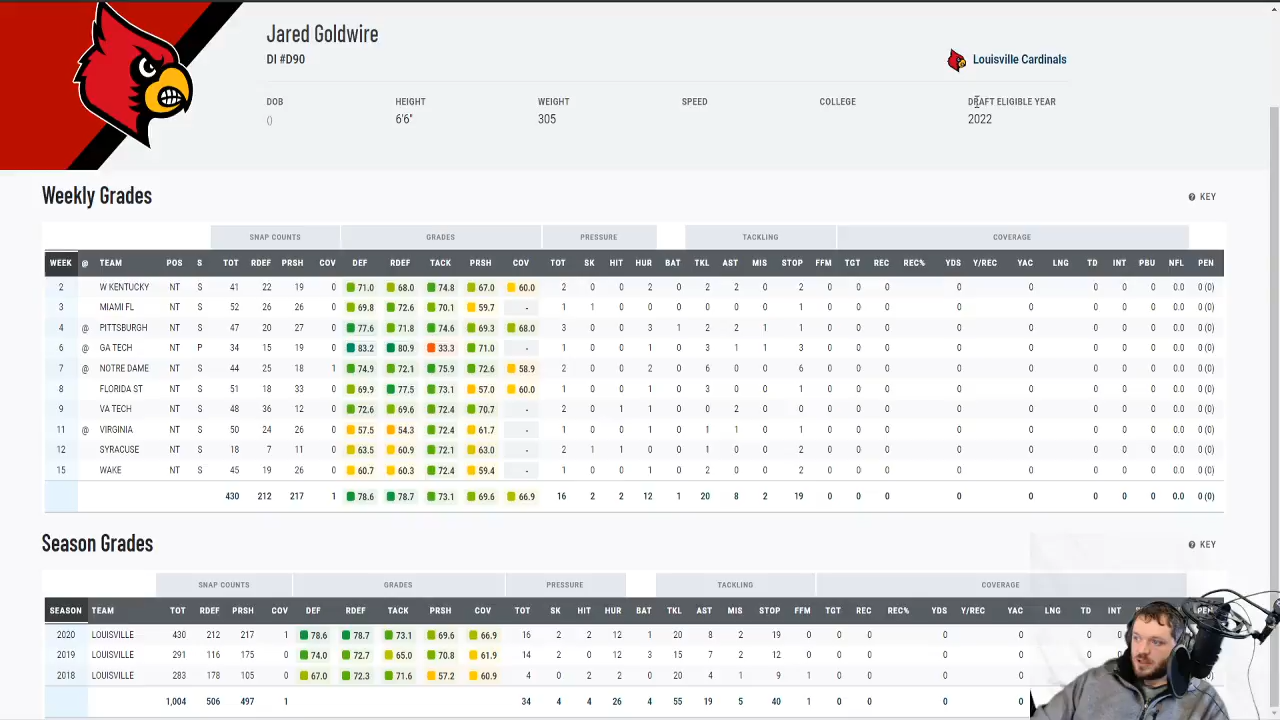 Jared Goldwire
DI #D90
Louisville Cardinals
DOB HEIGHT WEIGHT SPEED COLLEGE DRAFT ELIGIBLE YEAR
() 6'6" 305 2022
Weekly Grades
KEY
SNAP COUNTS GRADES PRESSURE TACKLING COVERAGE
WEEK @ TEAM POS S TOT RDEF PRSH COV DEF RDEF TACK PRSH COV TOT SK HIT HUR BAT TKL AST MIS STOP FFM TGT REC REC% YDS Y/REC YAC LNG TD INT PBU NFL PEN
2 W KENTUCKY NT S 41 22 19 0 71.0 68.0 74.8 67.0 60.0 2 0 0 2 0 2 2 0 2 0 0 0 0 0 0 0 0 0.0 0 (0)
3 MIAMI FL NT S 52 26 26 0 69.8 72.6 70.1 59.7 - 1 1 0 0 0 0 0 0 0 0 0 0 - 0 0 0 0 0.0 0 (0)
4 @ PITTSBURGH NT S 47 20 27 0 77.6 71.8 74.6 69.3 68.0 3 0 0 3 1 2 2 1 1 0 0 0 0 0 0 0 0 0.0 0 (0)
6 @ GA TECH NT P 34 15 19 0 83.2 80.9 33.3 71.0 - 1 0 0 1 0 3 1 1 3 0 0 0 0 0 0 0 0 0.0 0 (0)
7 @ NOTRE DAME NT S 44 25 18 1 74.9 72.1 75.9 72.6 58.9 2 0 0 2 0 6 0 0 6 0 0 0 0 0 0 0 0 0.0 0 (0)
8 FLORIDA ST NT S 51 18 33 0 69.9 77.5 73.1 57.0 60.0 1 0 0 1 0 3 0 0 1 0 0 0 0 0 0 0 0 0.0 0 (0)
9 VA TECH NT S 48 36 12 0 72.6 69.6 72.4 70.7 - 2 0 1 1 0 0 2 0 0 0 0 0 0 0 0 0 0 0.0 0 (0)
11 @ VIRGINIA NT S 50 24 26 0 57.5 54.3 72.4 61.7 - 1 0 0 1 0 1 1 0 1 0 0 0 0 0 0 0 0 0.0 0 (0)
12 SYRACUSE NT S 18 7 11 0 63.5 60.9 72.1 63.0 - 2 1 1 0 0 1 0 0 2 0 0 0 0 0 0 0 0 0.0 0 (0)
15 WAKE NT S 45 19 26 0 60.7 60.3 72.4 59.4 - 1 0 0 1 0 2 0 0 2 0 0 0 0 0 0 0 0 0.0 0 (0)
430 212 217 1 78.6 78.7 73.1 69.6 66.9 16 2 2 12 1 20 8 2 19 0 0 0 0 0 0 0 0 0.0 0 (0)
Season Grades
KEY
SNAP COUNTS GRADES PRESSURE TACKLING COVERAGE
SEASON TEAM TOT RDEF PRSH COV DEF RDEF TACK PRSH COV TOT SK HIT HUR BAT TKL AST MIS STOP FFM TGT REC REC% YDS Y/REC YAC LNG TD INT PEN
2020 LOUISVILLE 430 212 217 1 78.6 78.7 73.1 69.6 66.9 16 2 2 12 1 20 8 2 19 0 0 0 0 0
2019 LOUISVILLE 291 116 175 0 74.0 72.7 65.0 70.8 61.9 14 2 0 12 3 15 7 2 12 0 0 0 0 0
2018 LOUISVILLE 283 178 105 0 67.0 72.3 57.2 60.9 4 0 2 2 0 20 4 1 9 1 0 0 0 0
1,004 506 497 1 34 4 4 26 4 55 19 5 40 1 0 0 0 0